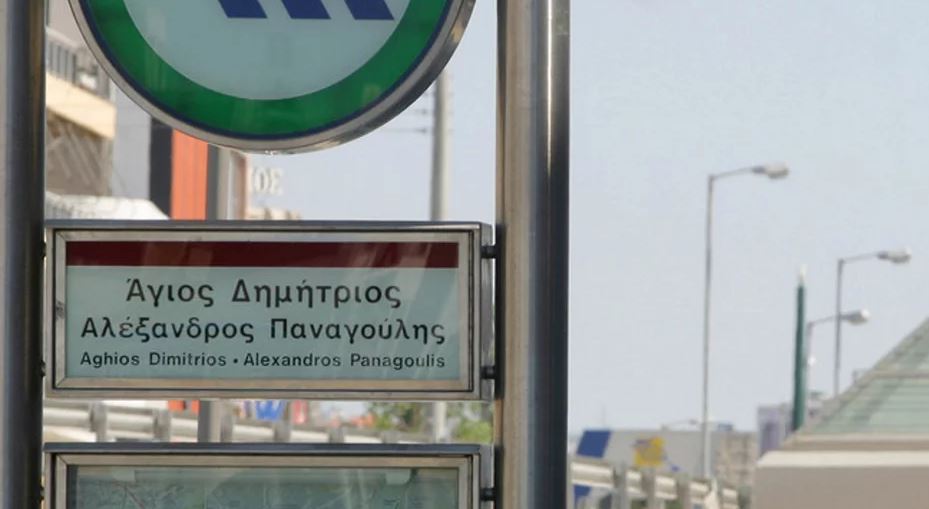 Άγιος Δημήτριος
Αλέξανδρος Παναγούλης
Aghios Dimitrios • Alexandros Panagoulis